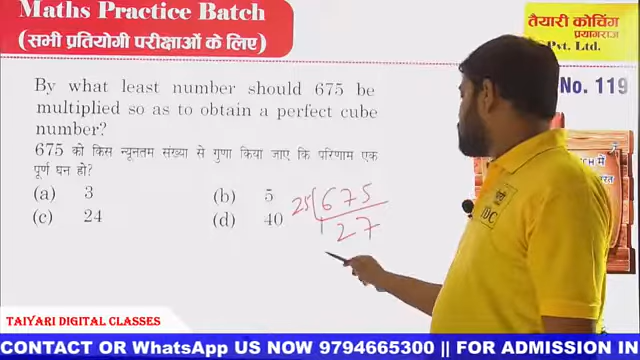 Maths Practice Batch
(सभी प्रतियोगी परीक्षाओं के लिए)
तैयारी कोचिंग
प्रयागराज
Pvt. Ltd.
No. 119
By what least number should 675 be
multiplied so as to obtain a perfect cube
number?
675 को किस न्यूनतम संख्या से गुणा किया जाए कि परिणाम एक
पूर्ण घन हो?
(a) 3
(b) 5
(c) 24
(d) 40
25 675
27
IDC
TAIYARI DIGITAL CLASSES
CONTACT OR WhatsApp US NOW 9794665300 || FOR ADMISSION IN